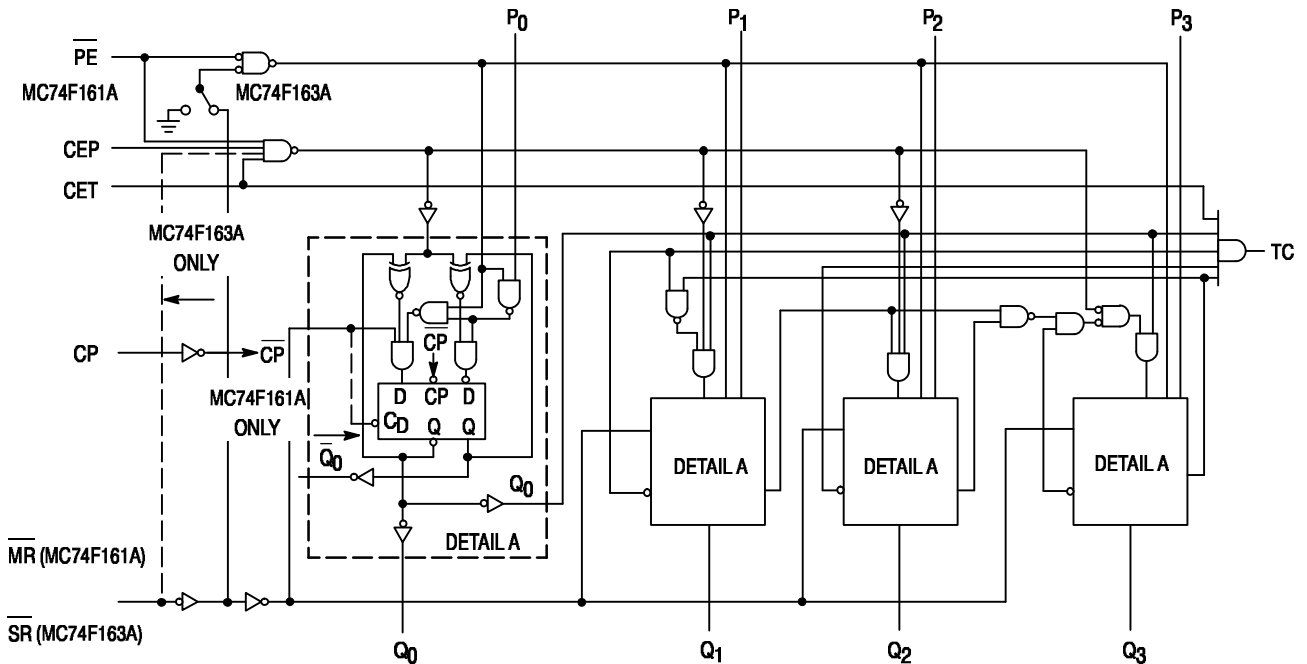 P0
P1
P2
P3
PE
MC74F161A
MC74F163A
CEP
CET
MC74F163A
ONLY
TC
CP
CP
CP
MC74F161A
ONLY
D CP D
CD Q Q
Q0
Q0
DETAIL A
DETAIL A
DETAIL A
DETAIL A
MR (MC74F161A)
SR (MC74F163A)
Q0
Q1
Q2
Q3